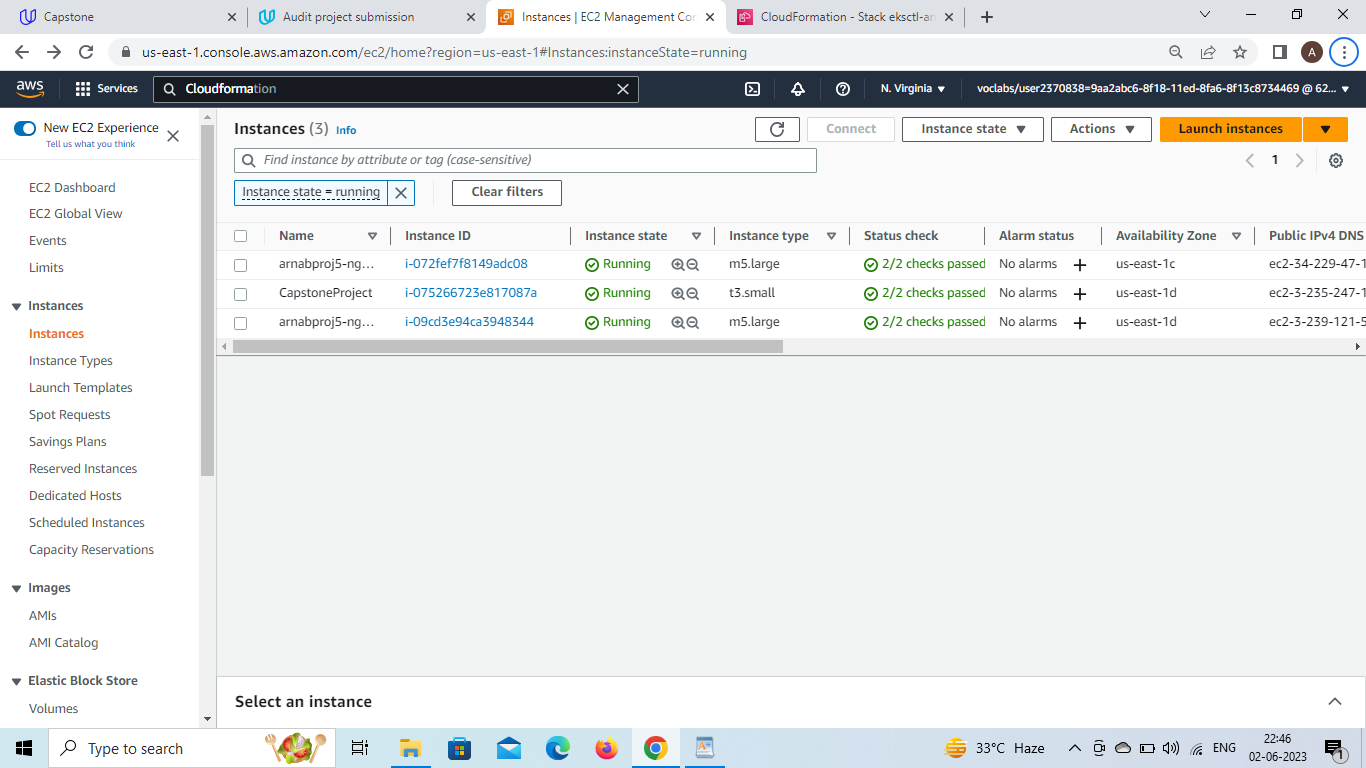 Capstone
Audit project submission
Instances | EC2 Management Con
CloudFormation - Stack eksctl-ar
us-east-1.console.aws.amazon.com/ec2/home?region=us-east-1#Instances:instanceState=running
A
aws
Services
Cloudformation
N. Virginia
voclabs/user2370838=9aa2abc6-8f18-11ed-8fa6-8f13c8734469 @ 62...
New EC2 Experience
Tell us what you think
EC2 Dashboard
EC2 Global View
Events
Limits
Instances
Instances
Instance Types
Launch Templates
Spot Requests
Savings Plans
Reserved Instances
Dedicated Hosts
Scheduled Instances
Capacity Reservations
Images
AMIs
AMI Catalog
Elastic Block Store
Volumes
Instances (3) Info
Connect
Instance state
Actions
Launch instances
Find instance by attribute or tag (case-sensitive)
1
Instance state = running
Clear filters
Name Instance ID Instance state Instance type Status check Alarm status Availability Zone Public IPv4 DNS
arnabproj5-ng... i-072fef7f8149adc08 Running m5.large 2/2 checks passed No alarms + us-east-1c ec2-34-229-47-1
CapstoneProject i-075266723e817087a Running t3.small 2/2 checks passed No alarms + us-east-1d ec2-3-235-247-1
arnabproj5-ng... i-09cd3e94ca3948344 Running m5.large 2/2 checks passed No alarms + us-east-1d ec2-3-239-121-5
Select an instance
Type to search
33°C Haze
ENG
22:46
02-06-2023
1